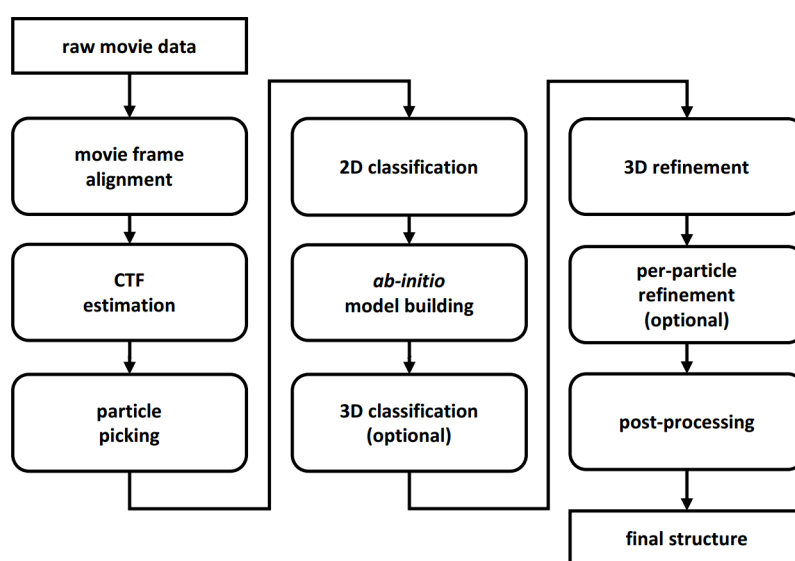 raw movie data
movie frame
alignment
CTF
estimation
particle
picking
2D classification
ab-initio
model building
3D classification
(optional)
3D refinement
per-particle
refinement
(optional)
post-processing
final structure